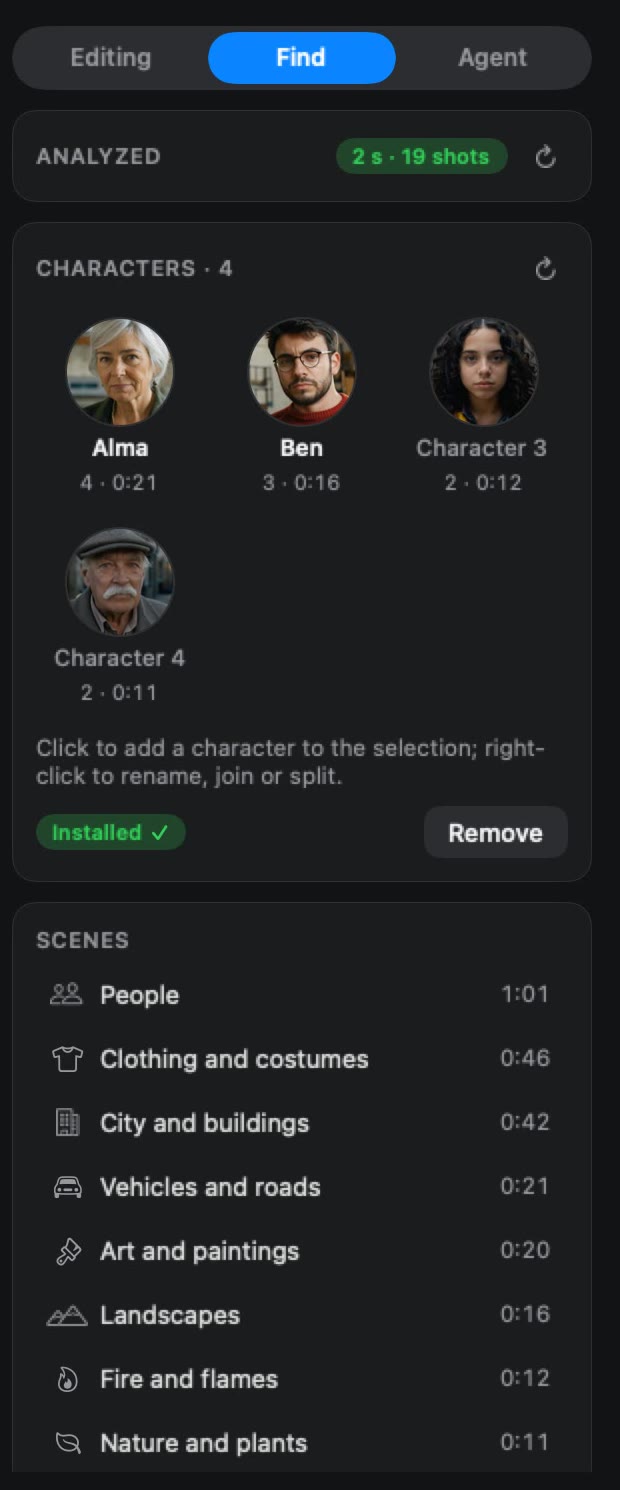 Editing Find Agent
ANALYZED 2 s · 19 shots
CHARACTERS · 4
Alma Ben Character 3
4 · 0:21 3 · 0:16 2 · 0:12
Character 4
2 · 0:11
Click to add a character to the selection; right-
click to rename, join or split.
Installed ✓ Remove
SCENES
People 1:01
Clothing and costumes 0:46
City and buildings 0:42
Vehicles and roads 0:21
Art and paintings 0:20
Landscapes 0:16
Fire and flames 0:12
Nature and plants 0:11